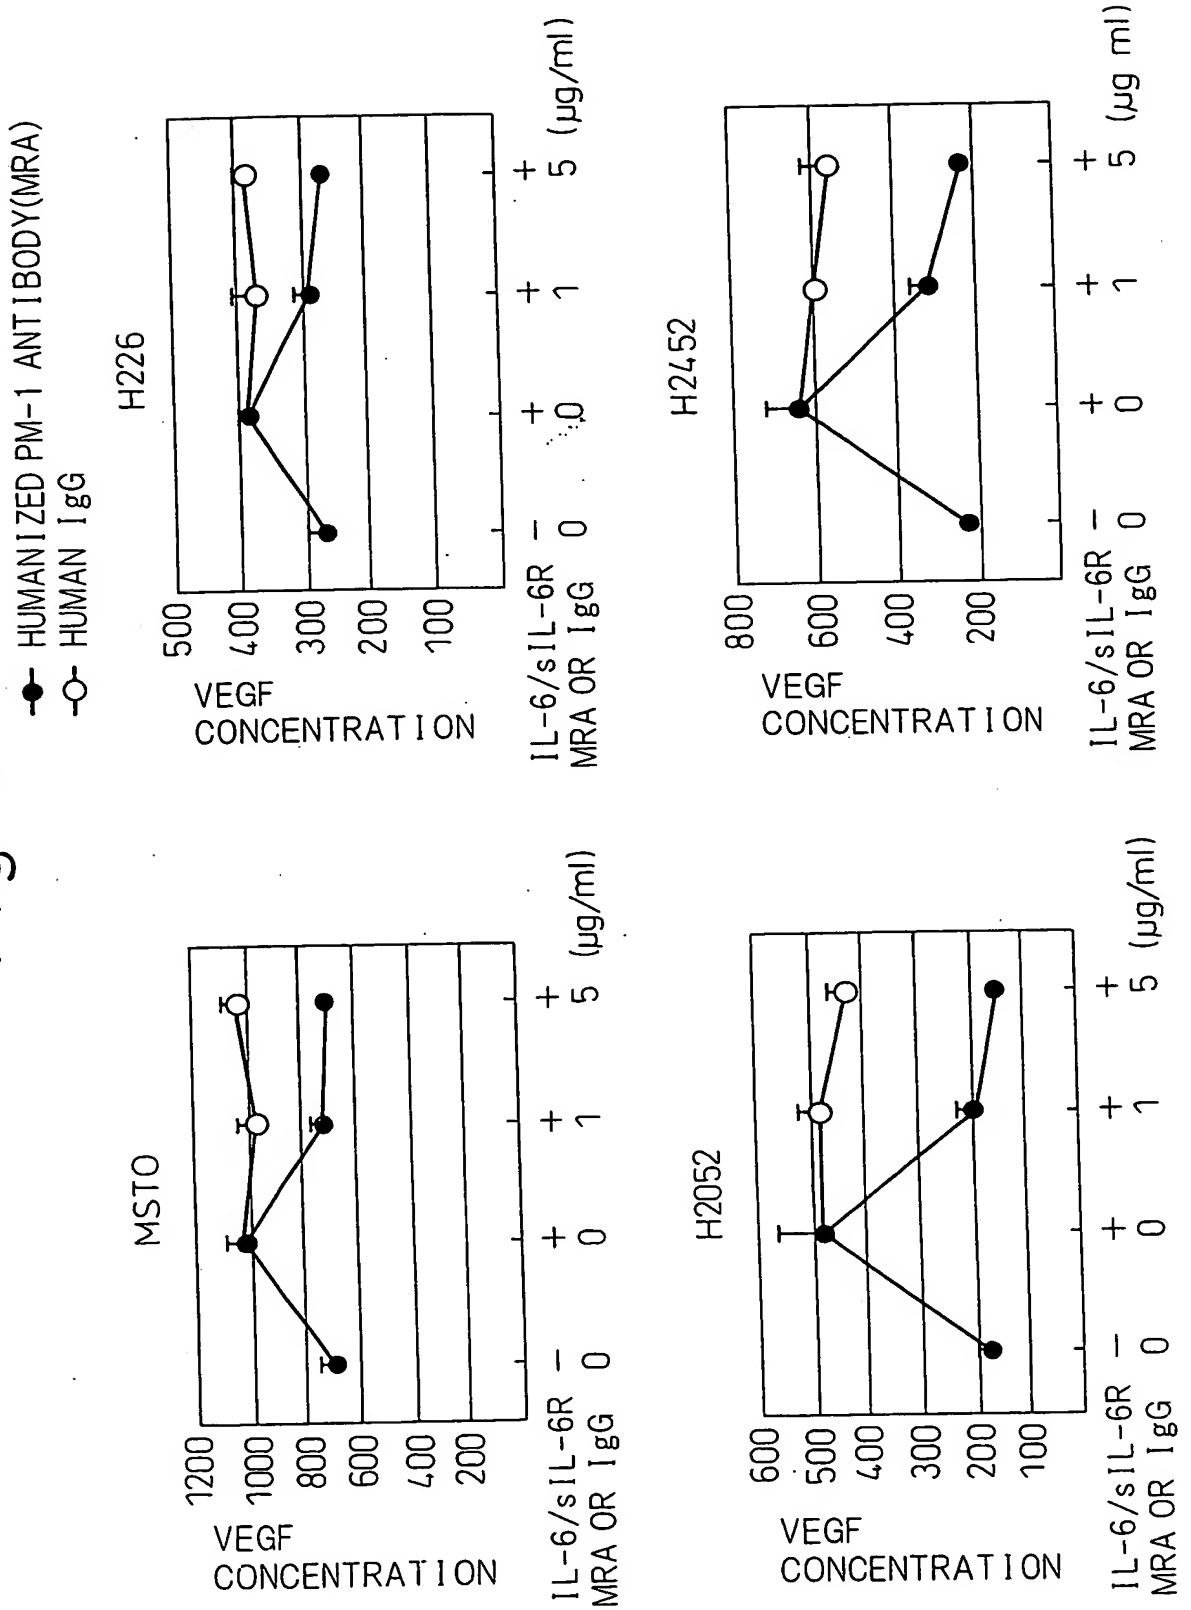 HUMANIZED PM-1 ANTIBODY(MRA)
HUMAN IgG
MSTO
1200
1000
800
600
400
200
VEGF
CONCENTRATION
IL-6/sIL-6R − + + +
MRA OR IgG 0 0 1 5 (μg/ml)
H226
500
400
300
200
100
VEGF
CONCENTRATION
IL-6/sIL-6R − + + +
MRA OR IgG 0 0 1 5 (μg/ml)
H2052
600
500
400
300
200
100
VEGF
CONCENTRATION
IL-6/sIL-6R − + + +
MRA OR IgG 0 0 1 5 (μg/ml)
H2452
800
600
400
200
VEGF
CONCENTRATION
IL-6/sIL-6R − + + +
MRA OR IgG 0 0 1 5 (μg ml)